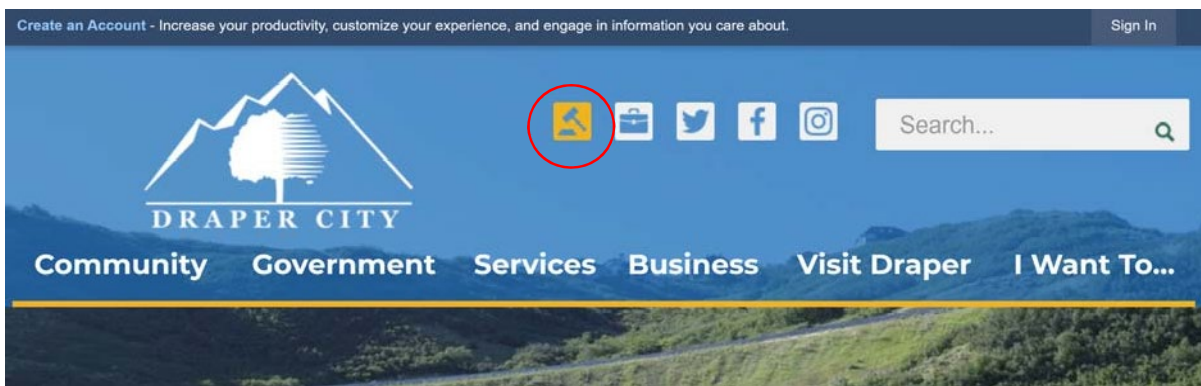 Create an Account - Increase your productivity, customize your experience, and engage in information you care about.
Sign In
Search...
DRAPER CITY
Community Government Services Business Visit Draper I Want To...